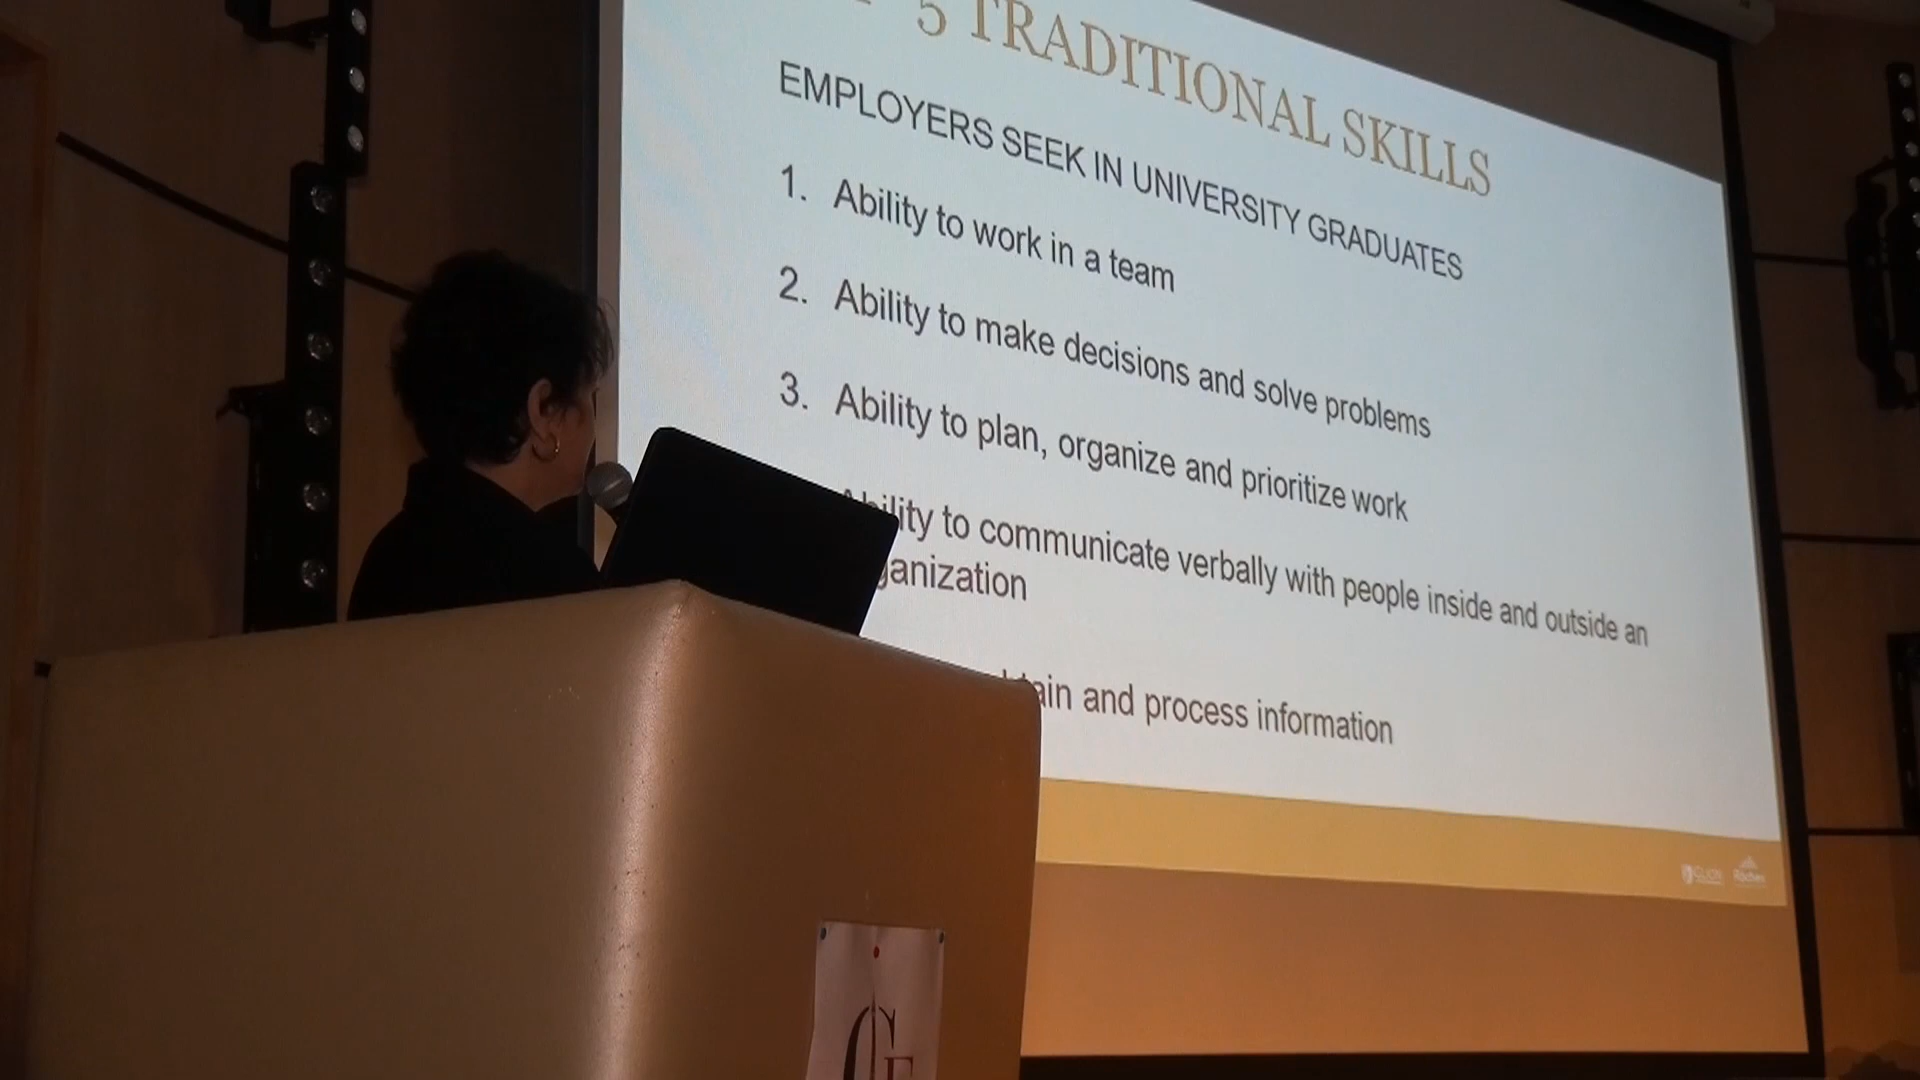 5 TRADITIONAL SKILLS
EMPLOYERS SEEK IN UNIVERSITY GRADUATES
1. Ability to work in a team
2. Ability to make decisions and solve problems
3. Ability to plan, organize and prioritize work
Ability to communicate verbally with people inside and outside an
ganization
tain and process information